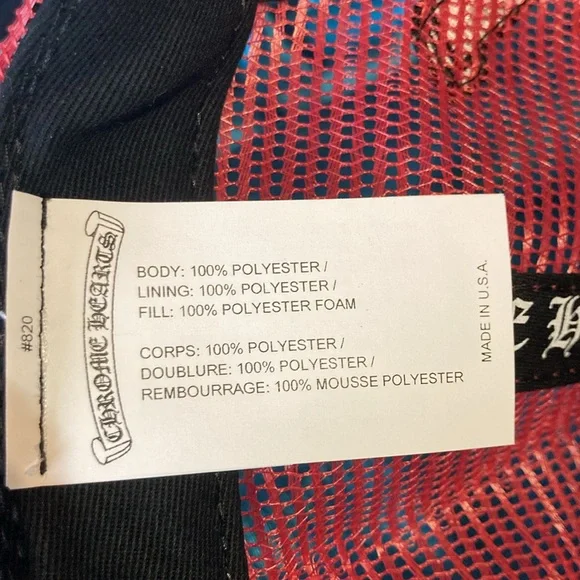 #820
CHROME HEARTS
BODY: 100% POLYESTER /
LINING: 100% POLYESTER /
FILL: 100% POLYESTER FOAM
CORPS: 100% POLYESTER /
DOUBLURE: 100% POLYESTER /
REMBOURRAGE: 100% MOUSSE POLYESTER
MADE IN U.S.A.